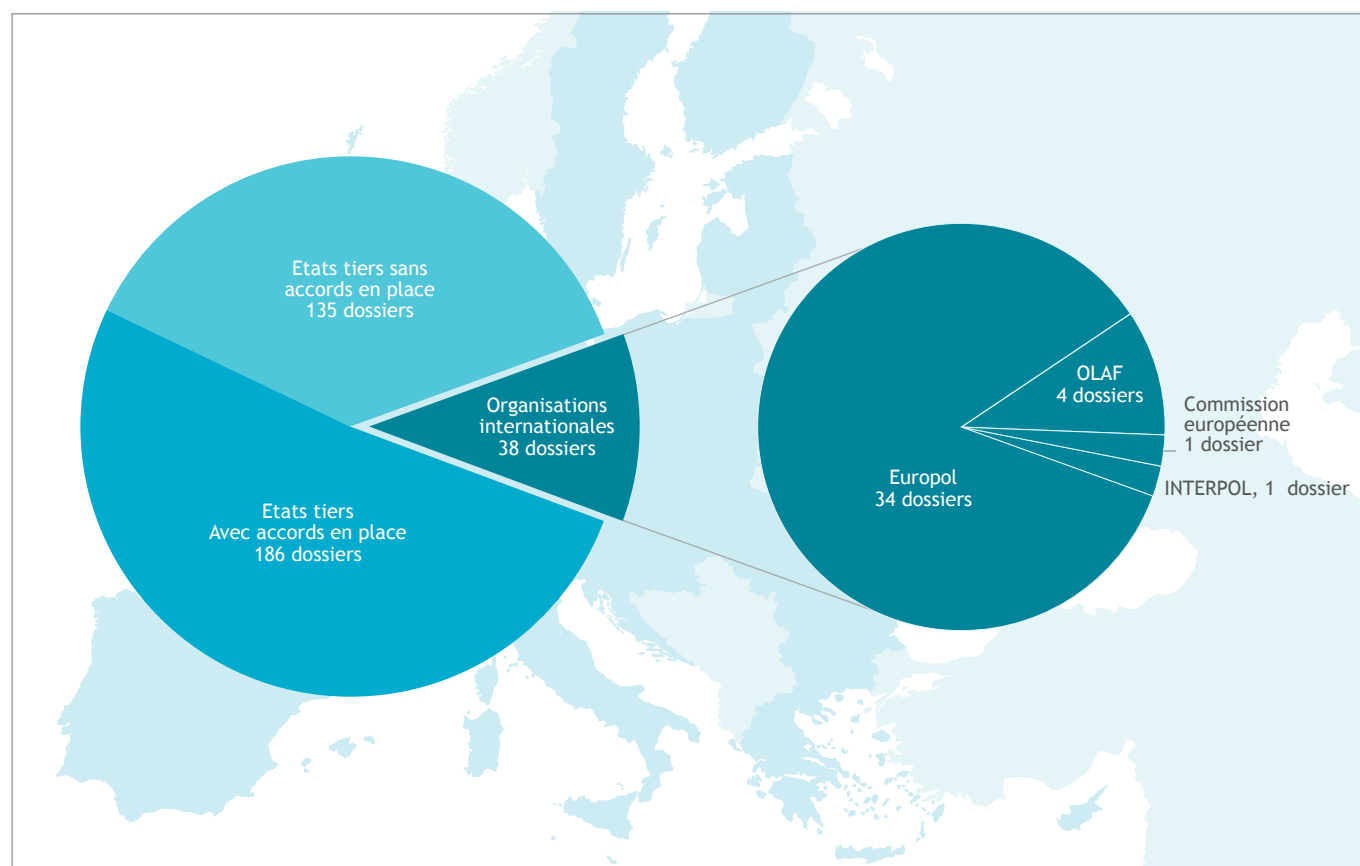 Etats tiers sans
accords en place
135 dossiers
Organisations
internationales
38 dossiers
Etats tiers
Avec accords en place
186 dossiers
OLAF
4 dossiers
Commission
européenne
1 dossier
INTERPOL, 1 dossier
Europol
34 dossiers